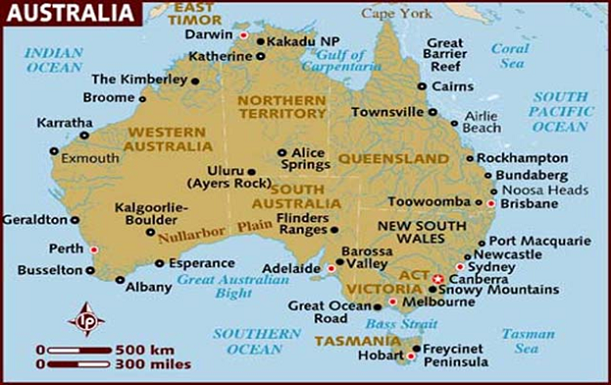 AUSTRALIA
EAST
TIMOR
Cape York
Darwin
Kakadu NP
INDIAN
OCEAN
Katherine
Gulf of
Carpentaria
Great
Barrier
Reef
Coral
Sea
The Kimberley
Broome
Cairns
NORTHERN
TERRITORY
SOUTH
PACIFIC
OCEAN
Townsville
Airlie
Beach
Karratha
WESTERN
AUSTRALIA
Exmouth
Alice
Springs
QUEENSLAND
Rockhampton
Uluru
(Ayers Rock)
Bundaberg
SOUTH
AUSTRALIA
Noosa Heads
Toowoomba
Brisbane
Geraldton
Kalgoorlie-
Boulder
Flinders
Ranges
NEW SOUTH
WALES
Nullarbor Plain
Port Macquarie
Perth
Barossa
Valley
Newcastle
Busselton
Esperance
Adelaide
Sydney
ACT
Canberra
Albany
Great Australian
Bight
VICTORIA
Snowy Mountains
Great Ocean
Road
Melbourne
Bass Strait
lp
SOUTHERN
OCEAN
TASMANIA
Tasman
Sea
0 500 km
0 300 miles
Hobart
Freycinet
Peninsula